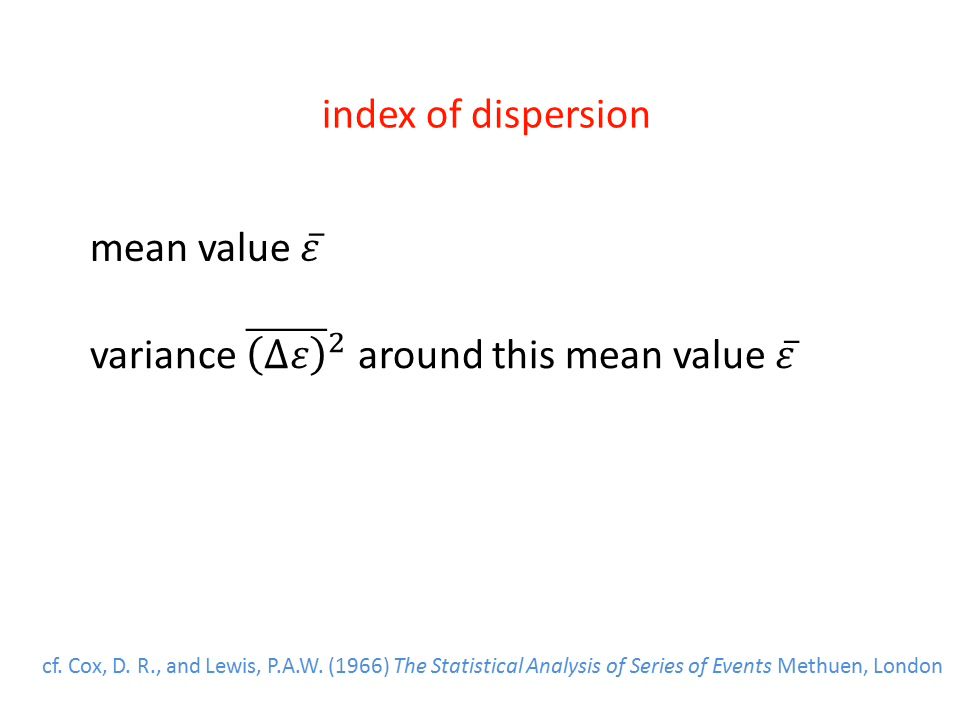 index of dispersion
mean value ε̄
variance \overline{(Δε)}² around this mean value ε̄
cf. Cox, D. R., and Lewis, P.A.W. (1966) The Statistical Analysis of Series of Events Methuen, London